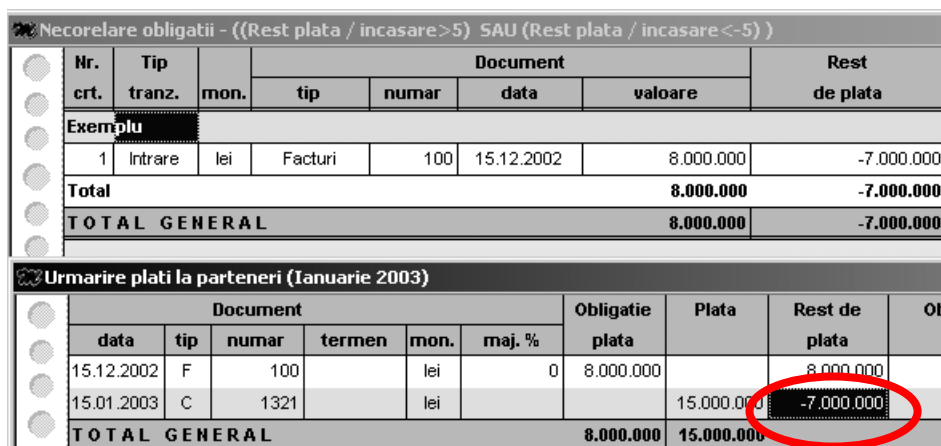 Necorelare obligatii - ((Rest plata / incasare>5) SAU (Rest plata / incasare<-5) )
Nr. Tip Document Rest
crt. tranz. mon. tip numar data valoare de plata
Exemplu
1 Intrare lei Facturi 100 15.12.2002 8.000.000 -7.000.000
Total 8.000.000 -7.000.000
TOTAL GENERAL 8.000.000 -7.000.000
Urmarire plati la parteneri (Ianuarie 2003)
Document Obligatie Plata Rest de
data tip numar termen mon. maj. % plata plata
15.12.2002 F 100 lei 0 8.000.000 8.000.000
15.01.2003 C 1321 lei 15.000.000 -7.000.000
TOTAL GENERAL 8.000.000 15.000.000